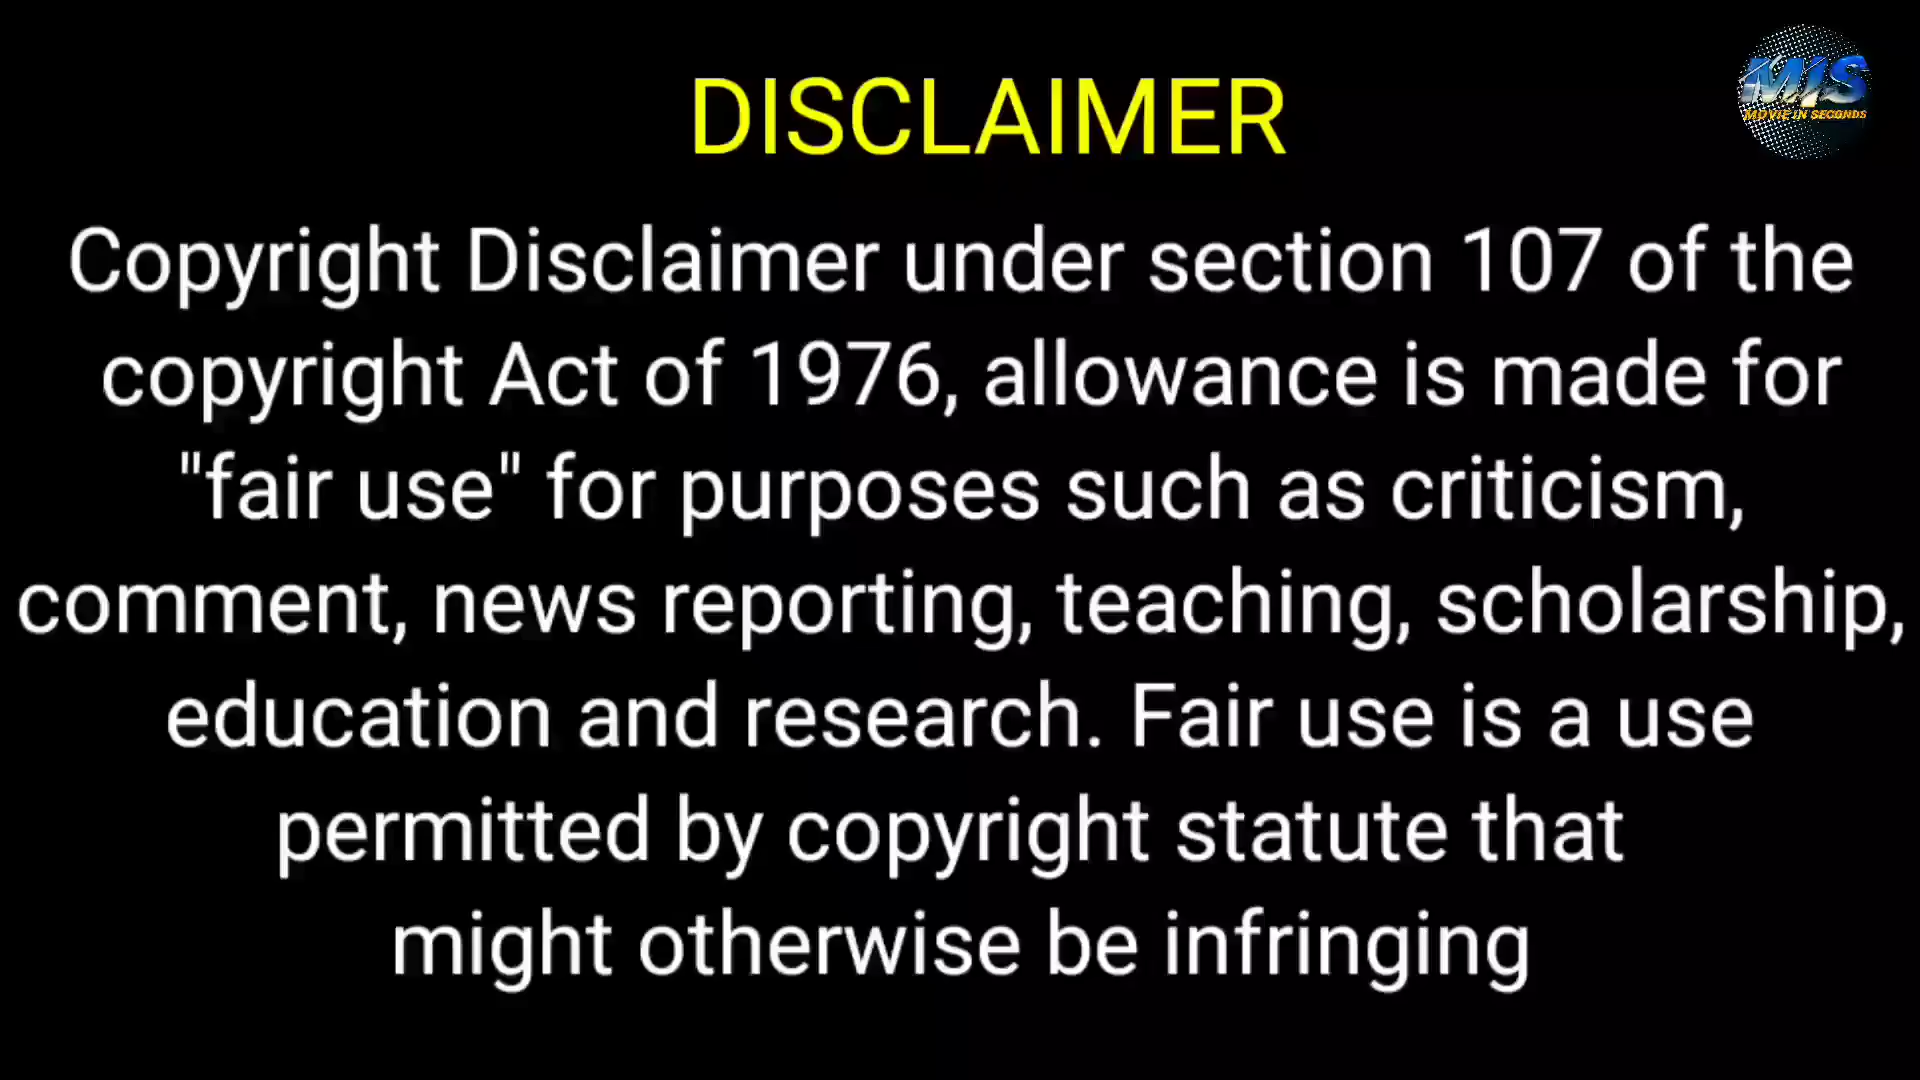 MIS
MOVIE IN SECONDS
DISCLAIMER
Copyright Disclaimer under section 107 of the
copyright Act of 1976, allowance is made for
"fair use" for purposes such as criticism,
comment, news reporting, teaching, scholarship,
education and research. Fair use is a use
permitted by copyright statute that
might otherwise be infringing